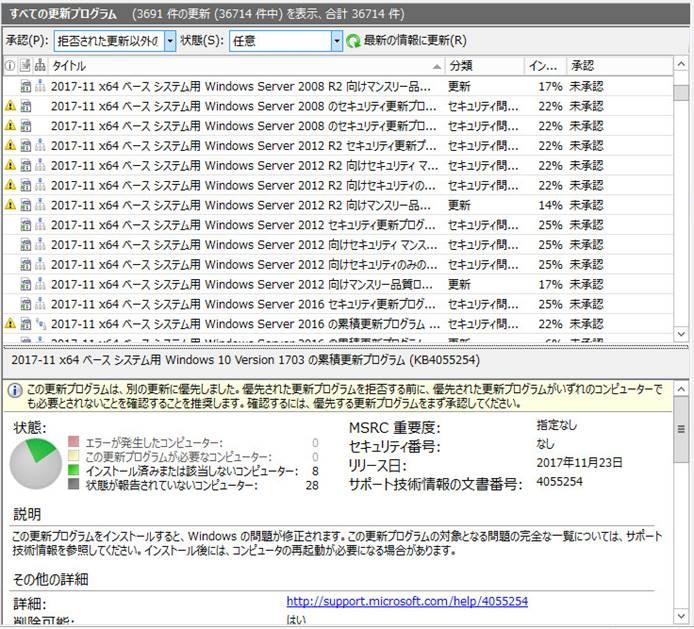 すべての更新プログラム (3691 件の更新 (36714 件中) を表示、合計 36714 件)
承認(P): 拒否された更新以外の 状態(S): 任意 最新の情報に更新(R)
タイトル 分類 イン... 承認
2017-11 x64 ベース システム用 Windows Server 2008 R2 向けマンスリー品... 更新 17% 未承認
2017-11 x64 ベース システム用 Windows Server 2008 のセキュリティ更新プロ... セキュリティ問... 22% 未承認
2017-11 x64 ベース システム用 Windows Server 2008 のセキュリティ更新プロ... セキュリティ問... 22% 未承認
2017-11 x64 ベース システム用 Windows Server 2012 R2 セキュリティ更新プ... セキュリティ問... 22% 未承認
2017-11 x64 ベース システム用 Windows Server 2012 R2 向けセキュリティ マ... セキュリティ問... 22% 未承認
2017-11 x64 ベース システム用 Windows Server 2012 R2 向けセキュリティの... セキュリティ問... 22% 未承認
2017-11 x64 ベース システム用 Windows Server 2012 R2 向けマンスリー品... 更新 14% 未承認
2017-11 x64 ベース システム用 Windows Server 2012 セキュリティ更新プログ... セキュリティ問... 25% 未承認
2017-11 x64 ベース システム用 Windows Server 2012 向けセキュリティ マンス... セキュリティ問... 25% 未承認
2017-11 x64 ベース システム用 Windows Server 2012 向けセキュリティのみの... セキュリティ問... 25% 未承認
2017-11 x64 ベース システム用 Windows Server 2012 向けマンスリー品質ロ... 更新 17% 未承認
2017-11 x64 ベース システム用 Windows Server 2016 セキュリティ更新プログ... セキュリティ問... 25% 未承認
2017-11 x64 ベース システム用 Windows Server 2016 の累積更新プログラム ... セキュリティ問... 22% 未承認
2017-11 x64 ベース システム用 Windows 10 Version 1703 の累積更新プログラム (KB4055254)
この更新プログラムは、別の更新に優先しました。優先された更新プログラムを拒否する前に、優先された更新プログラムがいずれのコンピューターで
も必要とされないことを確認することを推奨します。確認するには、優先する更新プログラムをまず承認してください。
状態:
エラーが発生したコンピューター: 0
この更新プログラムが必要なコンピューター: 0
インストール済みまたは該当しないコンピューター: 8
状態が報告されていないコンピューター: 28
MSRC 重要度: 指定なし
セキュリティ番号: なし
リリース日: 2017年11月23日
サポート技術情報の文書番号: 4055254
説明
この更新プログラムをインストールすると、Windows の問題が修正されます。この更新プログラムの対象となる問題の完全な一覧については、サポート
技術情報を参照してください。インストール後には、コンピュータの再起動が必要になる場合があります。
その他の詳細
詳細: http://support.microsoft.com/help/4055254
削除可能: はい